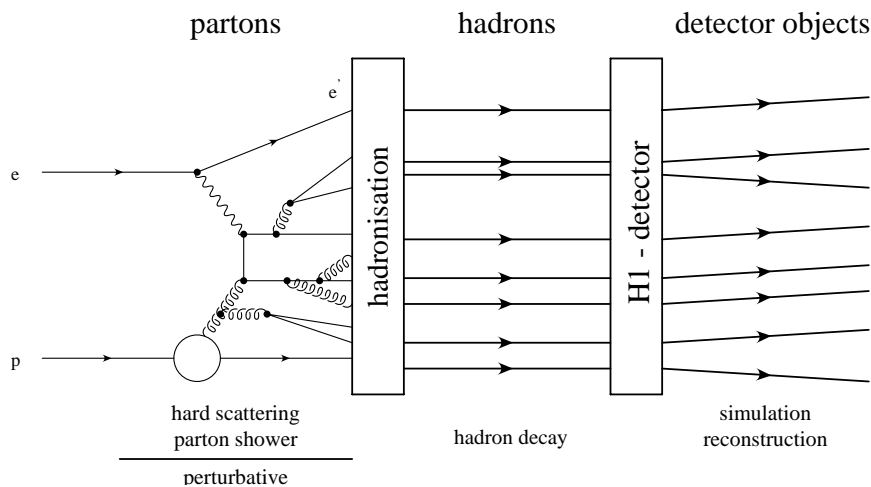 partons
hadrons
detector objects
e'
e
p
hadronisation
H1 - detector
hard scattering
parton shower
perturbative
hadron decay
simulation
reconstruction